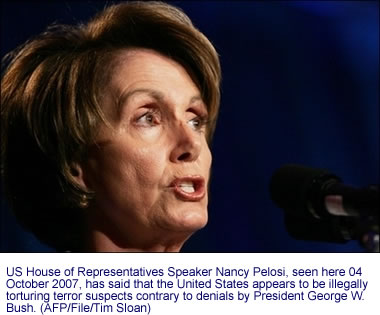 US House of Representatives Speaker Nancy Pelosi, seen here 04
October 2007, has said that the United States appears to be illegally
torturing terror suspects contrary to denials by President George W.
Bush. (AFP/File/Tim Sloan)